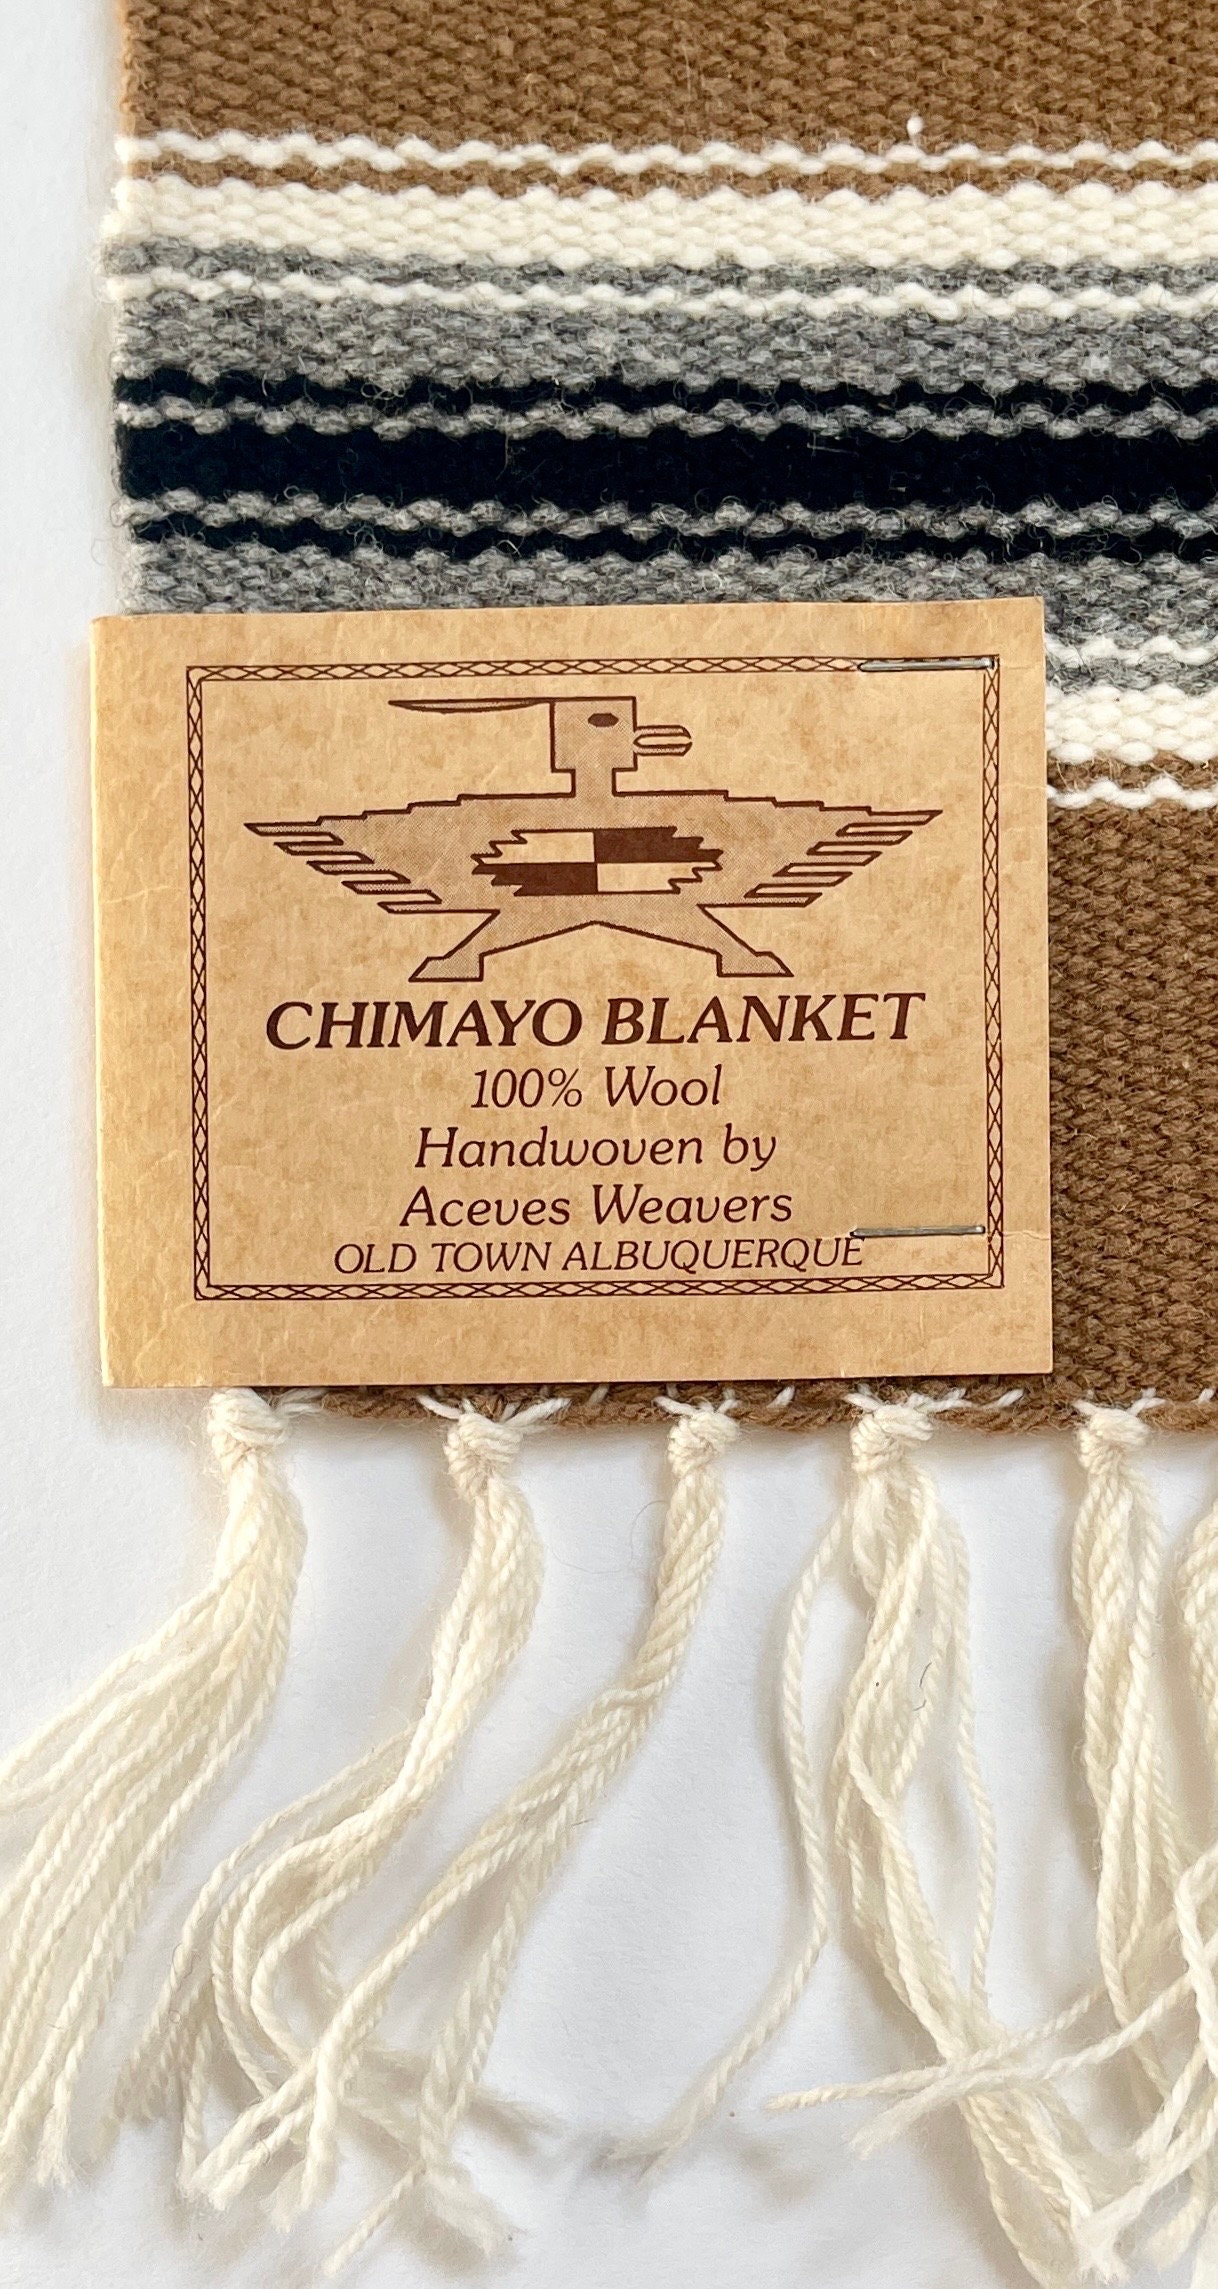 CHIMAYO BLANKET
100% Wool
Handwoven by
Aceves Weavers
OLD TOWN ALBUQUERQUE